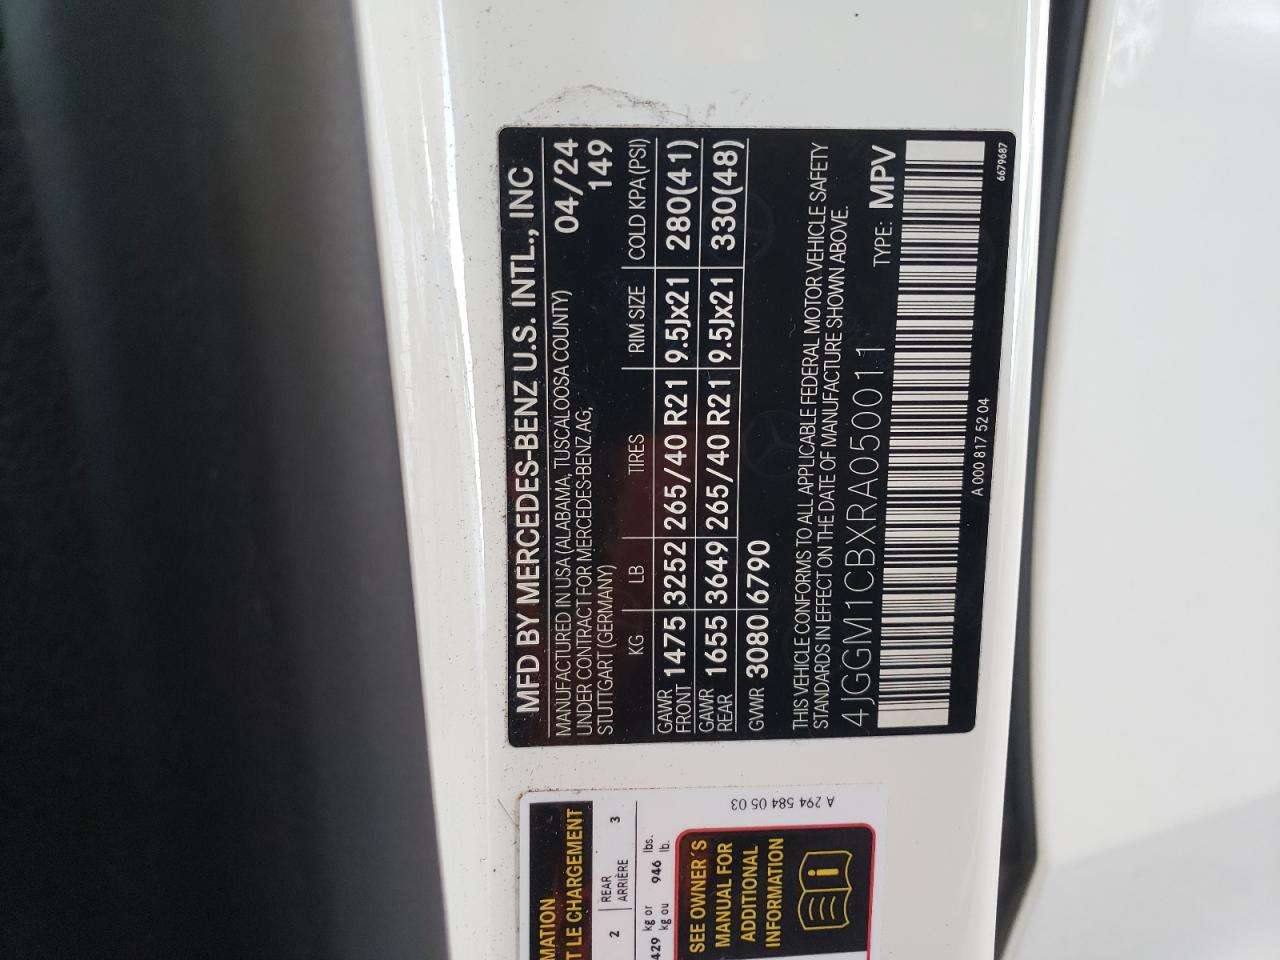 MFD BY MERCEDES-BENZ U.S. INTL., INC
MANUFACTURED IN USA (ALABAMA, TUSCALOOSA COUNTY) 04/24
UNDER CONTRACT FOR MERCEDES-BENZ AG, 149
STUTTGART (GERMANY)
KG LB TIRES RIM SIZE COLD KPA (PSI)
GAWR FRONT 1475 3252 265/40 R21 9.5Jx21 280(41)
GAWR REAR 1655 3649 265/40 R21 9.5Jx21 330(48)
GVWR 3080 6790
THIS VEHICLE CONFORMS TO ALL APPLICABLE FEDERAL MOTOR VEHICLE SAFETY
STANDARDS IN EFFECT ON THE DATE OF MANUFACTURE SHOWN ABOVE.
4JGGM1CBXRA050011 TYPE: MPV
A 000 817 52 04
6679687
MATION
T LE CHARGEMENT
2 REAR 3
ARRIÈRE
429 kg or 946 lbs.
kg ou lb.
SEE OWNER´S
MANUAL FOR
ADDITIONAL
INFORMATION
A 294 584 05 03